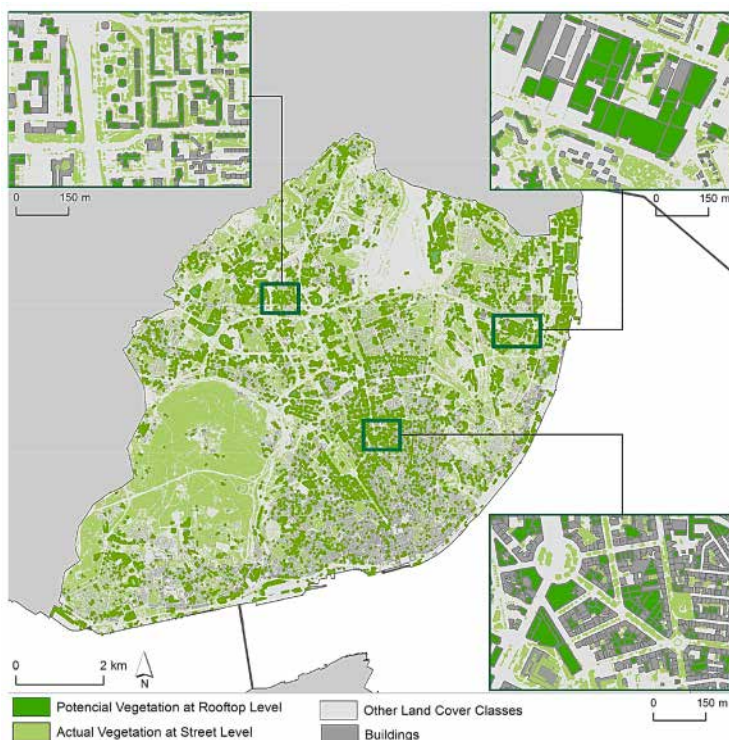 0 150 m
0 150 m
0 2 km
N
Potencial Vegetation at Rooftop Level
Actual Vegetation at Street Level
Other Land Cover Classes
Buildings
0 150 m